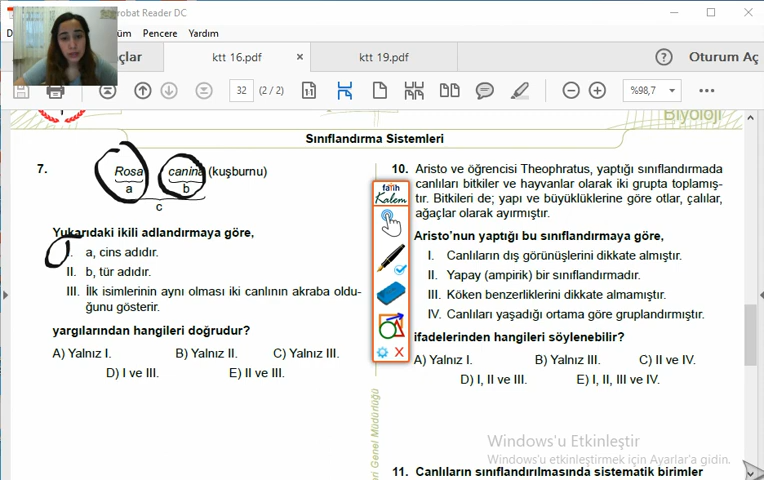 robat Reader DC
üm Pencere Yardım
çlar ktt 16.pdf × ktt 19.pdf ? Oturum Aç
32 (2 / 2) %98,7
Biyoloji
Sınıflandırma Sistemleri
7. Rosa canina (kuşburnu)
a b
c
Yukarıdaki ikili adlandırmaya göre,
I. a, cins adıdır.
II. b, tür adıdır.
III. İlk isimlerinin aynı olması iki canlının akraba oldu-
ğunu gösterir.
yargılarından hangileri doğrudur?
A) Yalnız I. B) Yalnız II. C) Yalnız III.
D) I ve III. E) II ve III.
10. Aristo ve öğrencisi Theophratus, yaptığı sınıflandırmada
canlıları bitkiler ve hayvanlar olarak iki grupta toplamış-
tır. Bitkileri de; yapı ve büyüklüklerine göre otlar, çalılar,
ağaçlar olarak ayırmıştır.
Aristo'nun yaptığı bu sınıflandırmaya göre,
I. Canlıların dış görünüşlerini dikkate almıştır.
II. Yapay (ampirik) bir sınıflandırmadır.
III. Köken benzerliklerini dikkate almamıştır.
IV. Canlıları yaşadığı ortama göre gruplandırmıştır.
ifadelerinden hangileri söylenebilir?
A) Yalnız I. B) Yalnız III. C) II ve IV.
D) I, II ve III. E) I, II, III ve IV.
fatih
Kalem
eri Genel Müdürlüğü
Windows'u Etkinleştir
Windows'u etkinleştirmek için Ayarlar'a gidin.
11. Canlıların sınıflandırılmasında sistematik birimler